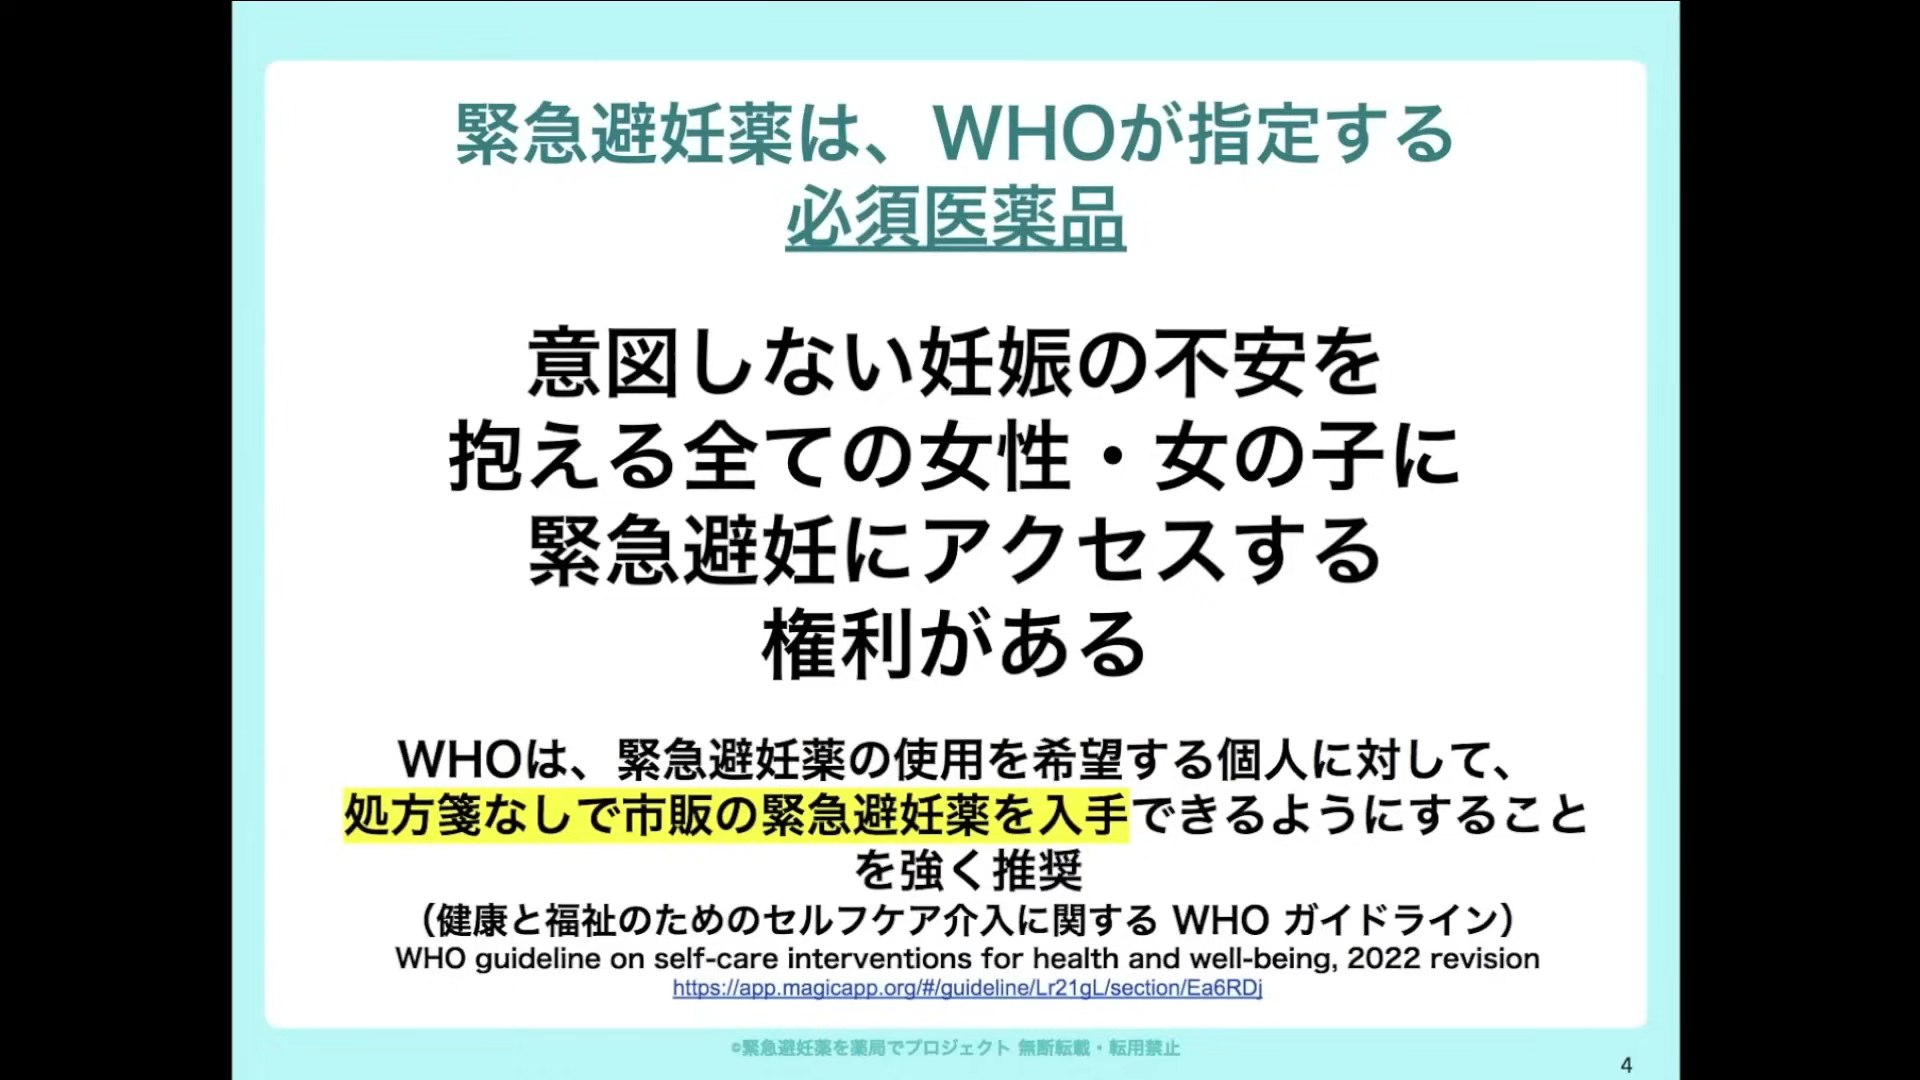 緊急避妊薬は、WHOが指定する
必須医薬品
意図しない妊娠の不安を
抱える全ての女性・女の子に
緊急避妊にアクセスする
権利がある
WHOは、緊急避妊薬の使用を希望する個人に対して、
処方箋なしで市販の緊急避妊薬を入手できるようにすること
を強く推奨
（健康と福祉のためのセルフケア介入に関する WHO ガイドライン）
WHO guideline on self-care interventions for health and well-being, 2022 revision
https://app.magicapp.org/#/guideline/Lr21gL/section/Ea6RDj
©緊急避妊薬を薬局でプロジェクト 無断転載・転用禁止
4